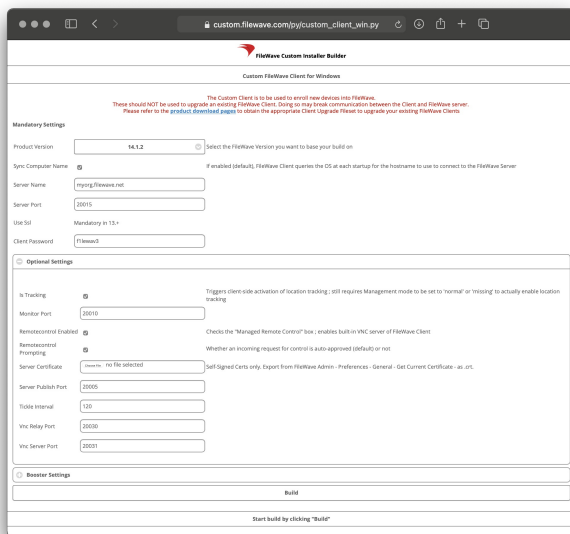 custom.filewave.com/py/custom_client_win.py
FileWave Custom Installer Builder
Custom FileWave Client for Windows
The Custom Client is to be used to enroll new devices into FileWave.
These should NOT be used to upgrade an existing FileWave Client. Doing so may break communication between the Client and FileWave server.
Please refer to the product download pages to obtain the appropriate Client Upgrade Fileset to upgrade your existing FileWave Clients
Mandatory Settings
Product Version 14.1.2 Select the FileWave Version you want to base your build on
Sync Computer Name If enabled (default), FileWave Client queries the OS at each startup for the hostname to use to connect to the FileWave Server
Server Name myorg.filewave.net
Server Port 20015
Use Ssl Mandatory in 13.+
Client Password f1lewav3
Optional Settings
Is Tracking Triggers client-side activation of location tracking ; still requires Management mode to be set to 'normal' or 'missing' to actually enable location
tracking
Monitor Port 20010
Remotecontrol Enabled Checks the "Managed Remote Control" box ; enables built-in VNC server of FileWave Client
Remotecontrol
Prompting Whether an incoming request for control is auto-approved (default) or not
Server Certificate Choose File no file selected Self-Signed Certs only. Export from FileWave Admin - Preferences - General - Get Current Certificate - as .crt.
Server Publish Port 20005
Tickle Interval 120
Vnc Relay Port 20030
Vnc Server Port 20031
Booster Settings
Build
Start build by clicking "Build"